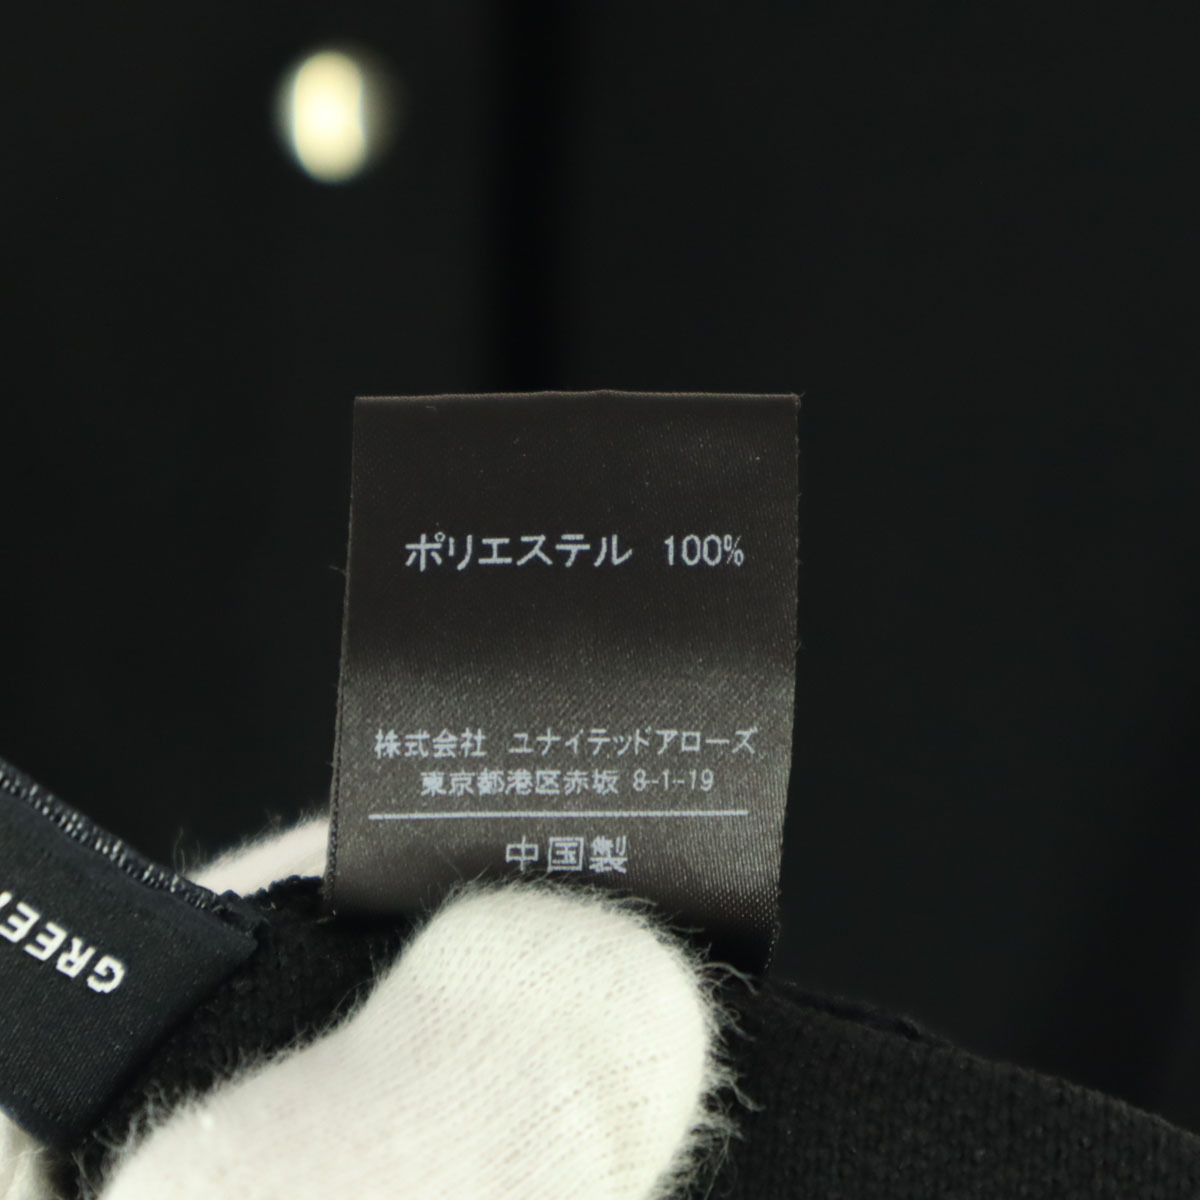 ポリエステル 100%
株式会社 ユナイテッドアローズ
東京都港区赤坂 8-1-19
中国製
GREE